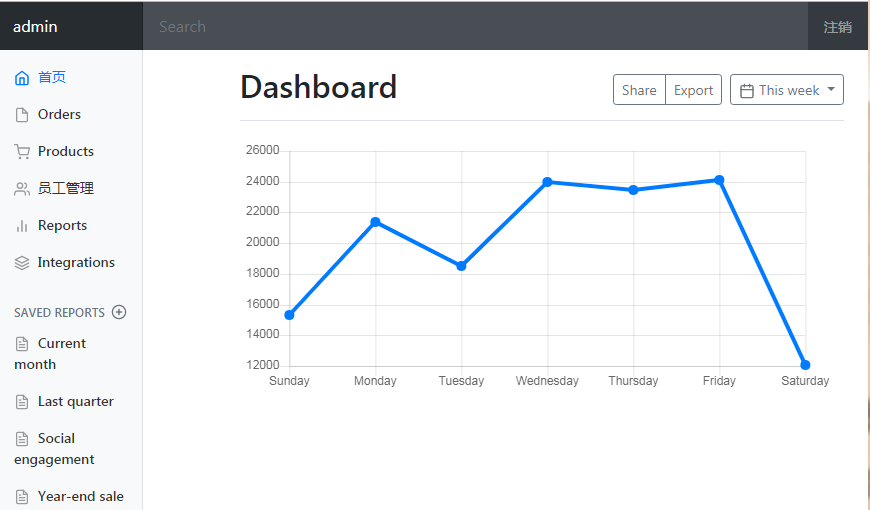 admin
Search
注销
首页
Orders
Products
员工管理
Reports
Integrations
SAVED REPORTS
Current
month
Last quarter
Social
engagement
Year-end sale
Dashboard
Share
Export
This week
26000
24000
22000
20000
18000
16000
14000
12000
Sunday Monday Tuesday Wednesday Thursday Friday Saturday